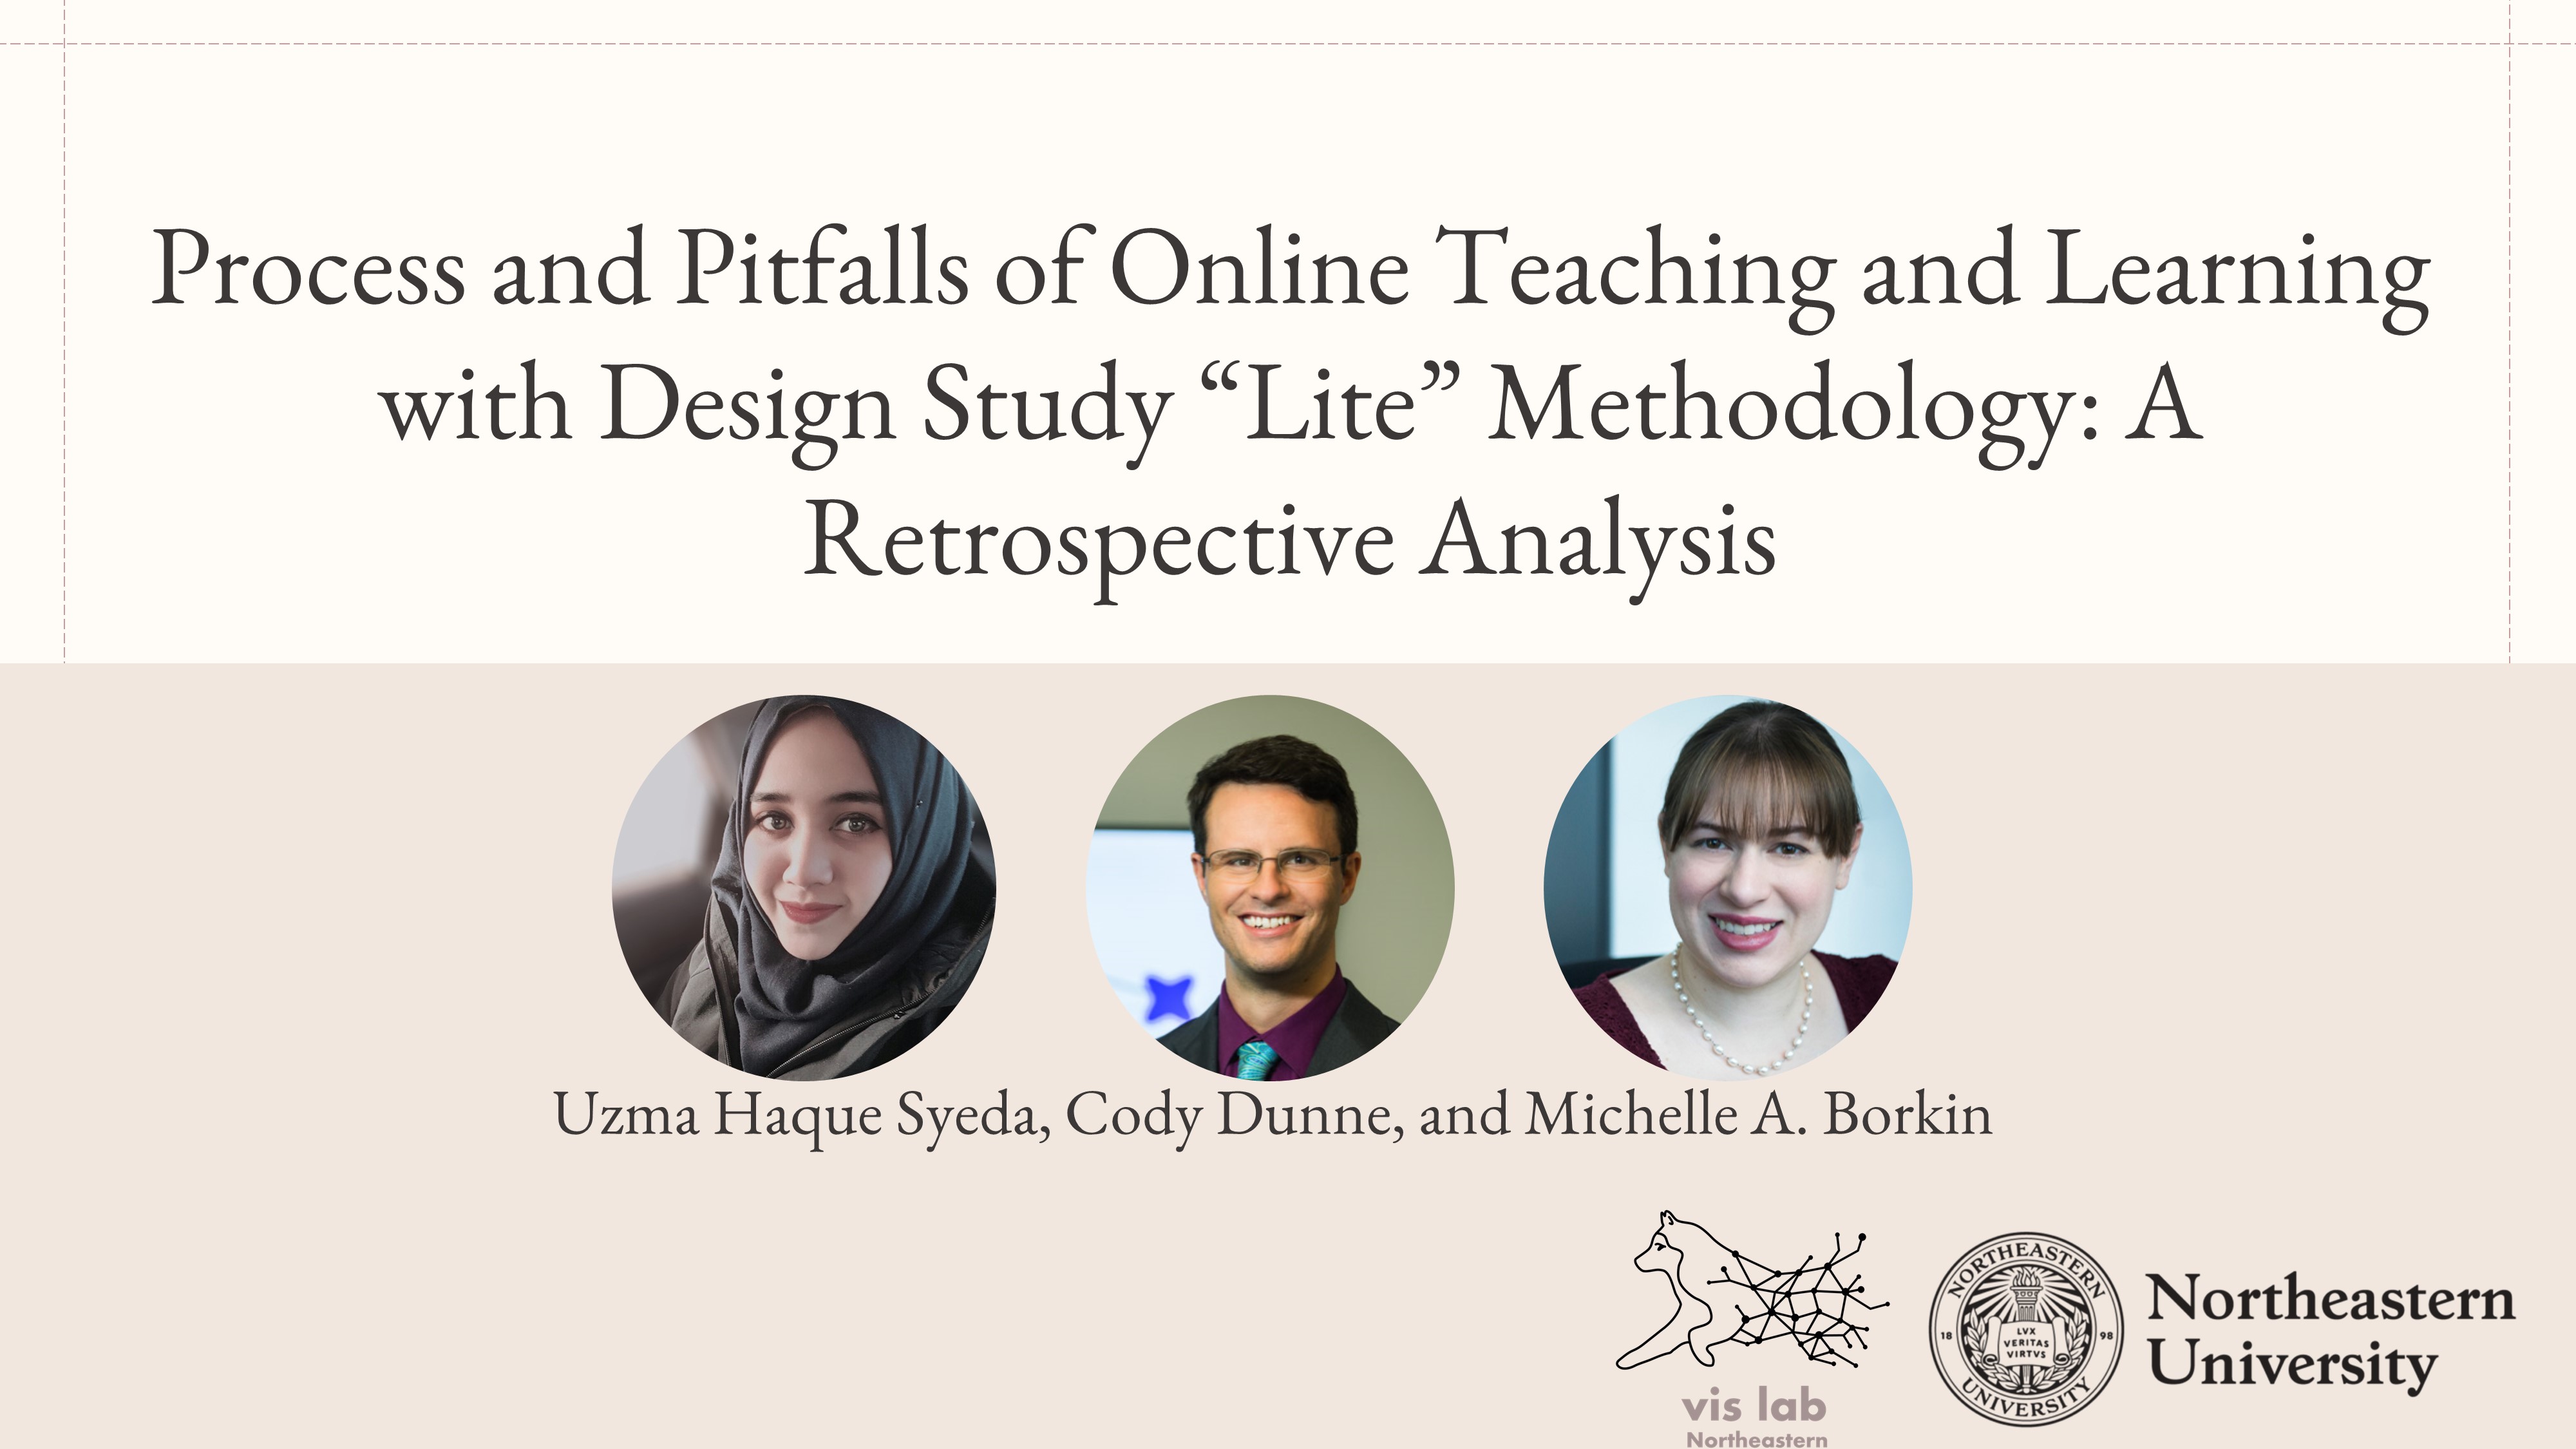 Process and Pitfalls of Online Teaching and Learning
with Design Study “Lite” Methodology: A
Retrospective Analysis
Uzma Haque Syeda, Cody Dunne, and Michelle A. Borkin
vis lab
Northeastern
NORTHEASTERN
18 98
LVX
VERITAS
VIRTVS
UNIVERSITY
Northeastern
University